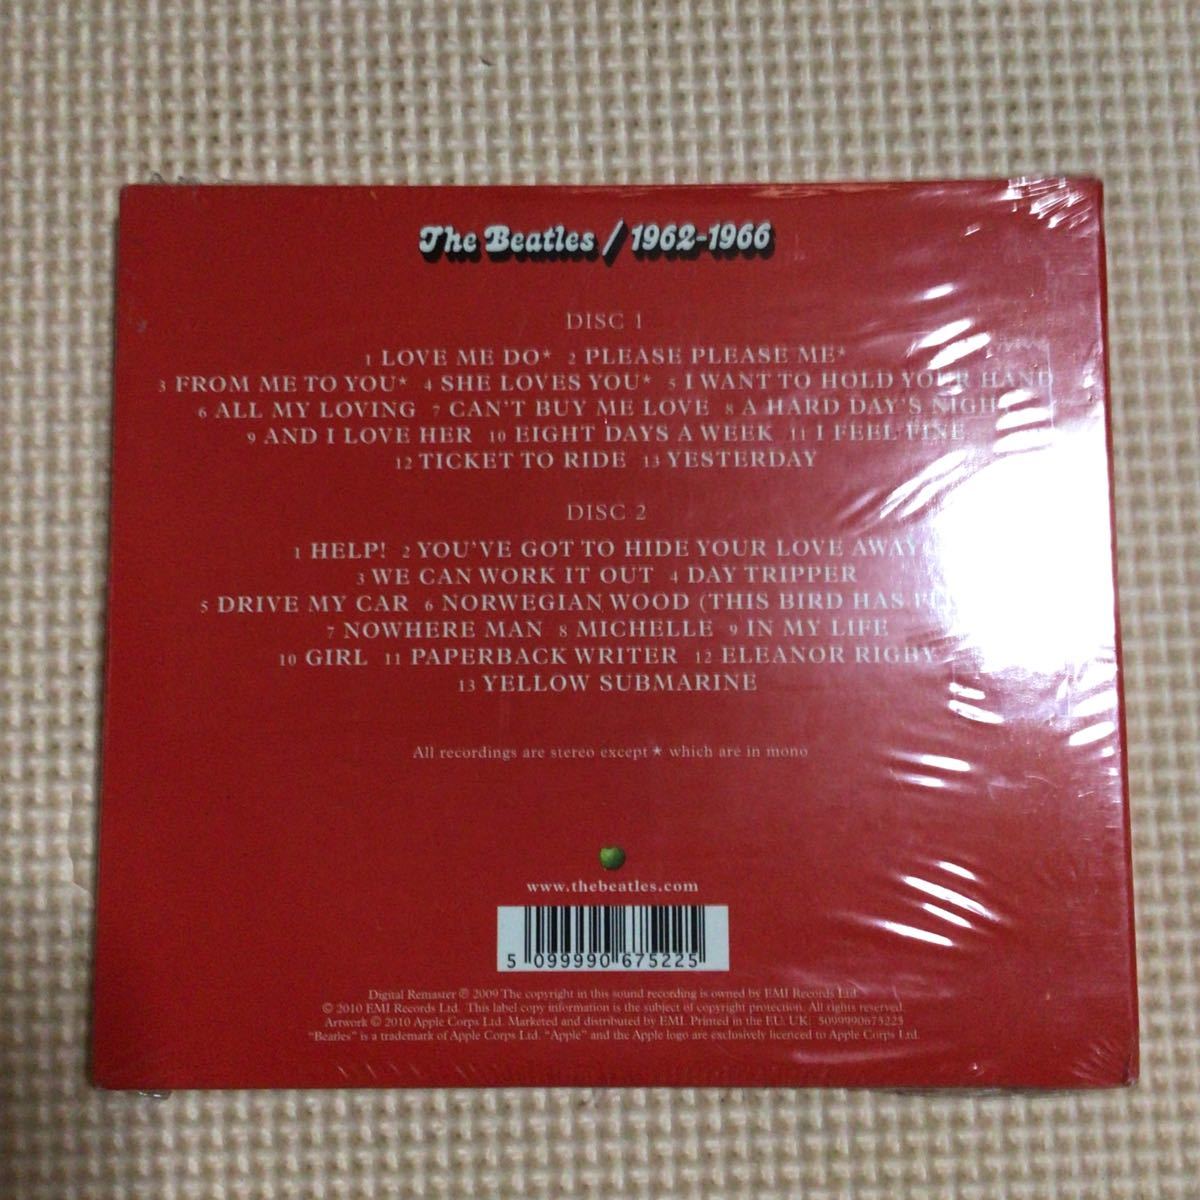 The Beatles / 1962-1966
DISC 1
1 LOVE ME DO* 2 PLEASE PLEASE ME*
3 FROM ME TO YOU* 4 SHE LOVES YOU* 5 I WANT TO HOLD YOUR HAND
6 ALL MY LOVING 7 CAN'T BUY ME LOVE 8 A HARD DAY'S NIGHT
9 AND I LOVE HER 10 EIGHT DAYS A WEEK 11 I FEEL FINE
12 TICKET TO RIDE 13 YESTERDAY
DISC 2
1 HELP! 2 YOU'VE GOT TO HIDE YOUR LOVE AWAY
3 WE CAN WORK IT OUT 4 DAY TRIPPER
5 DRIVE MY CAR 6 NORWEGIAN WOOD (THIS BIRD HAS
7 NOWHERE MAN 8 MICHELLE 9 IN MY LIFE
10 GIRL 11 PAPERBACK WRITER 12 ELEANOR RIGBY
13 YELLOW SUBMARINE
All recordings are stereo except * which are in mono
www.thebeatles.com
5 099990 675225
Digital Remaster ℗ 2009 The copyright in this sound recording is owned by EMI Records Ltd
© 2010 EMI Records Ltd. This label copy information is the subject of copyright protection. All rights reserved.
Artwork © 2010 Apple Corps Ltd. Marketed and distributed by EMI. Printed in the EU. UK: 5099990675225
"Beatles" is a trademark of Apple Corps Ltd. "Apple" and the Apple logo are exclusively licenced to Apple Corps Ltd.